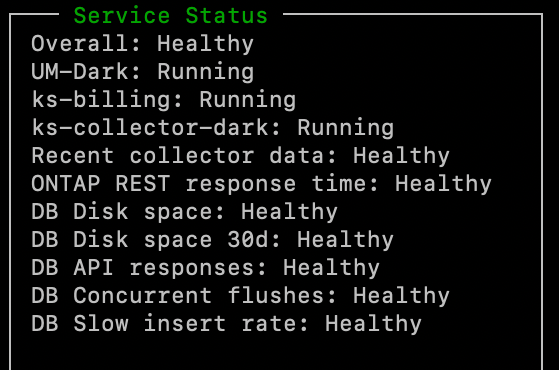 Service Status
Overall: Healthy
UM-Dark: Running
ks-billing: Running
ks-collector-dark: Running
Recent collector data: Healthy
ONTAP REST response time: Healthy
DB Disk space: Healthy
DB Disk space 30d: Healthy
DB API responses: Healthy
DB Concurrent flushes: Healthy
DB Slow insert rate: Healthy